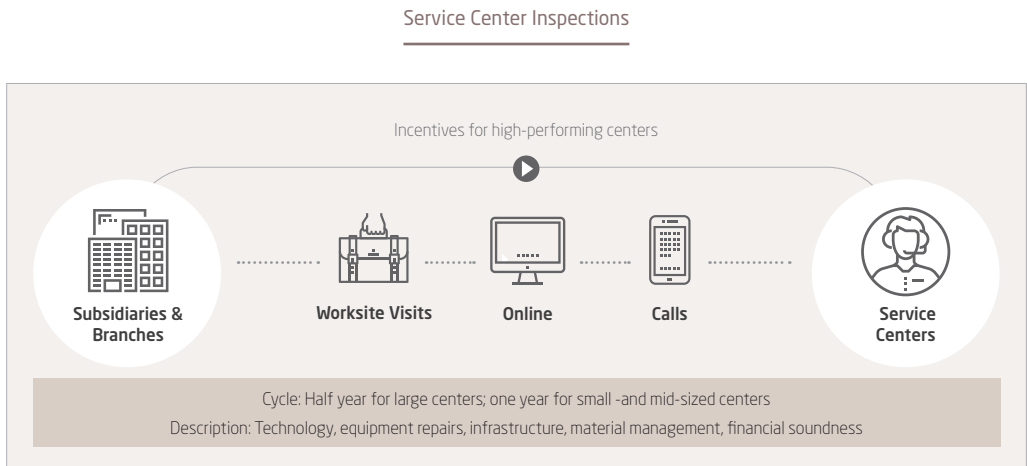 Service Center Inspections
Incentives for high-performing centers
Subsidiaries &
Branches
Worksite Visits
Online
Calls
Service
Centers
Cycle: Half year for large centers; one year for small -and mid-sized centers
Description: Technology, equipment repairs, infrastructure, material management, financial soundness